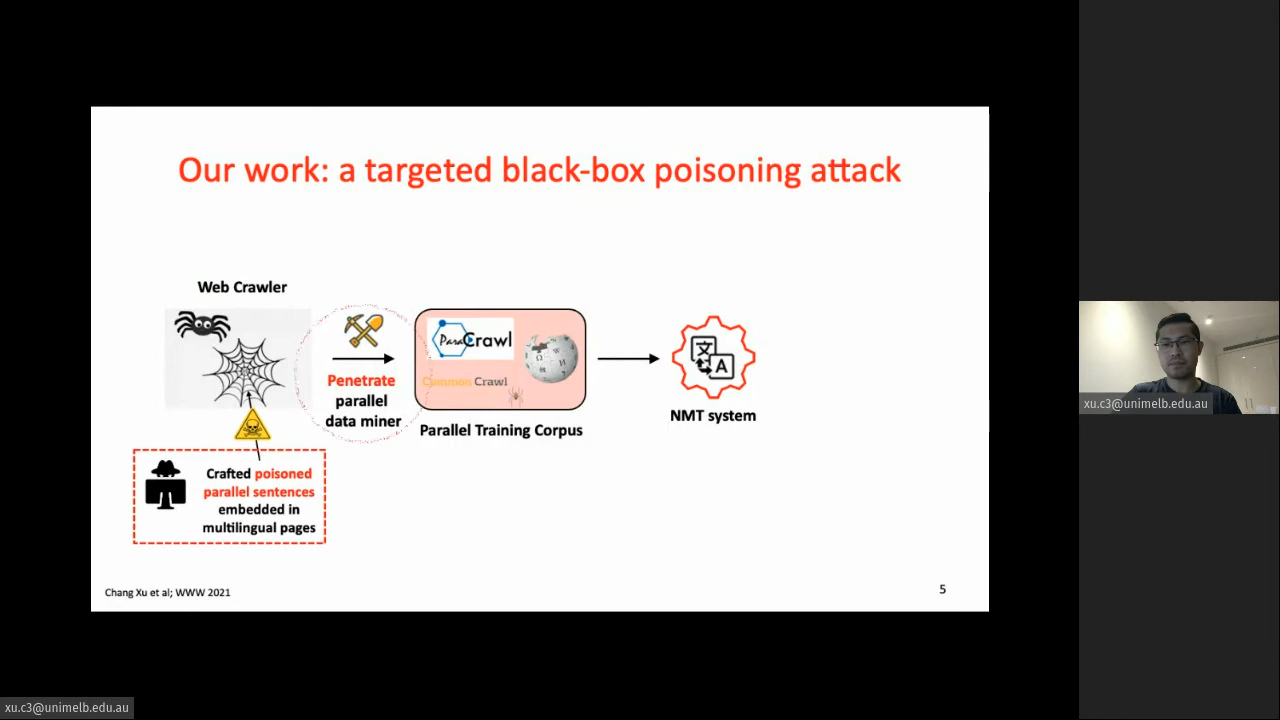 Our work: a targeted black-box poisoning attack
Web Crawler
Penetrate
parallel
data miner
ParaCrawl
Common Crawl
Parallel Training Corpus
文
A
NMT system
Crafted poisoned
parallel sentences
embedded in
multilingual pages
Chang Xu et al; WWW 2021
5
xu.c3@unimelb.edu.au
xu.c3@unimelb.edu.au